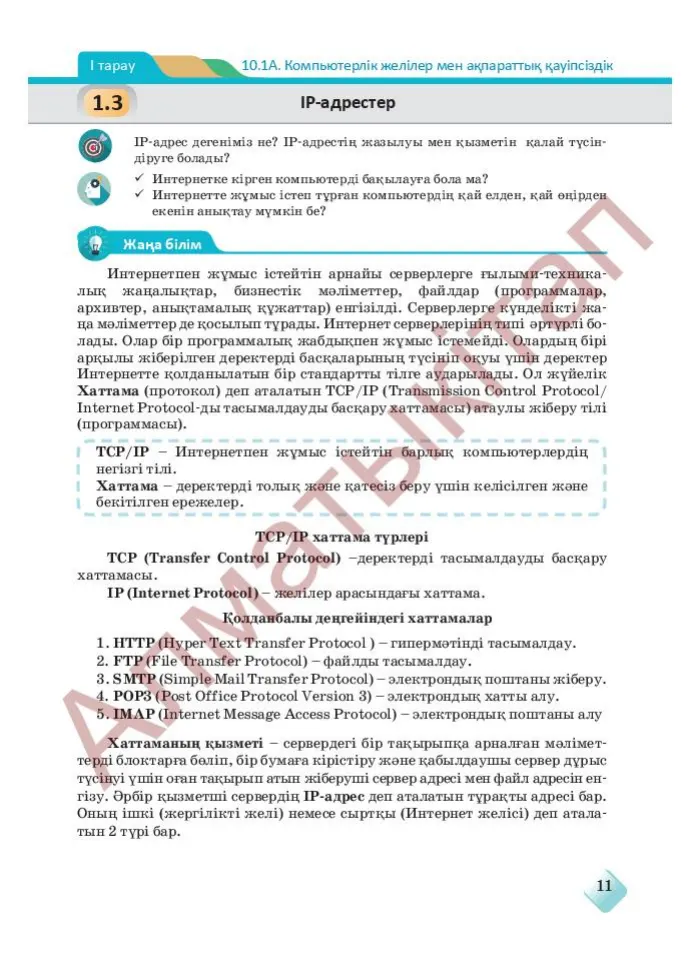 І тарау
10.1А. Компьютерлік желілер мен ақпараттық қауіпсіздік
1.3
IP-адрестер
IP-адрес дегеніміз не? IP-адрестің жазылуы мен қызметін қалай түсін-
діруге болады?
✓ Интернетке кірген компьютерді бақылауға бола ма?
✓ Интернетте жұмыс істеп тұрған компьютердің қай елден, қай өңірден
екенін анықтау мүмкін бе?
Жаңа білім
Интернетпен жұмыс істейтін арнайы серверлерге ғылыми-техника-
лық жаңалықтар, бизнестік мәліметтер, файлдар (программалар,
архивтер, анықтамалық құжаттар) енгізілді. Серверлерге күнделікті жа-
ңа мәліметтер де қосылып тұрады. Интернет серверлерінің типі әртүрлі бо-
лады. Олар бір программалық жабдықпен жұмыс істемейді. Олардың бірі
арқылы жіберілген деректерді басқаларының түсініп оқуы үшін деректер
Интернетте қолданылатын бір стандартты тілге аударылады. Ол жүйелік
Хаттама (протокол) деп аталатын TCP/IP (Transmission Control Protocol/
Internet Protocol-ды тасымалдауды басқару хаттамасы) атаулы жіберу тілі
(программасы).
TCP/IP – Интернетпен жұмыс істейтін барлық компьютерлердің
негізгі тілі.
Хаттама – деректерді толық және қатесіз беру үшін келісілген және
бекітілген ережелер.
TCP/IP хаттама түрлері
TCP (Transfer Control Protocol) –деректерді тасымалдауды басқару
хаттамасы.
IP (Internet Protocol) – желілер арасындағы хаттама.
Қолданбалы деңгейіндегі хаттамалар
1. HTTP (Hyper Text Transfer Protocol ) – гипермәтінді тасымалдау.
2. FTP (File Transfer Protocol) – файлды тасымалдау.
3. SMTP (Simple Mail Transfer Protocol) – электрондық поштаны жіберу.
4. POP3 (Post Office Protocol Version 3) – электрондық хатты алу.
5. IMAP (Internet Message Access Protocol) – электрондық поштаны алу
Хаттаманың қызметі – сервердегі бір тақырыпқа арналған мәлімет-
терді блоктарға бөліп, бір бумаға кірістіру және қабылдаушы сервер дұрыс
түсінуі үшін оған тақырып атын жіберуші сервер адресі мен файл адресін ен-
гізу. Әрбір қызметші сервердің IP-адрес деп аталатын тұрақты адресі бар.
Оның ішкі (жергілікті желі) немесе сыртқы (Интернет желісі) деп атала-
тын 2 түрі бар.
11
Алматыкітап